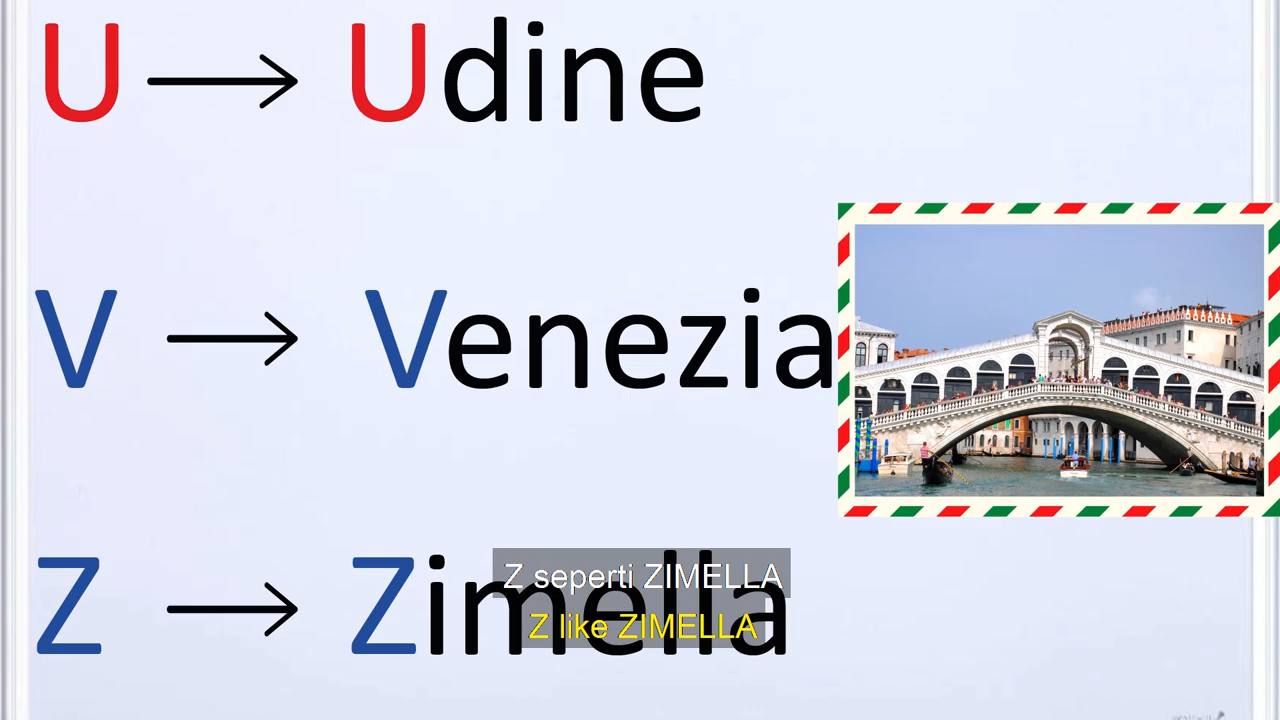 U → Udine
V → Venezia
Z → Zimella
Z seperti ZIMELLA
Z like ZIMELLA